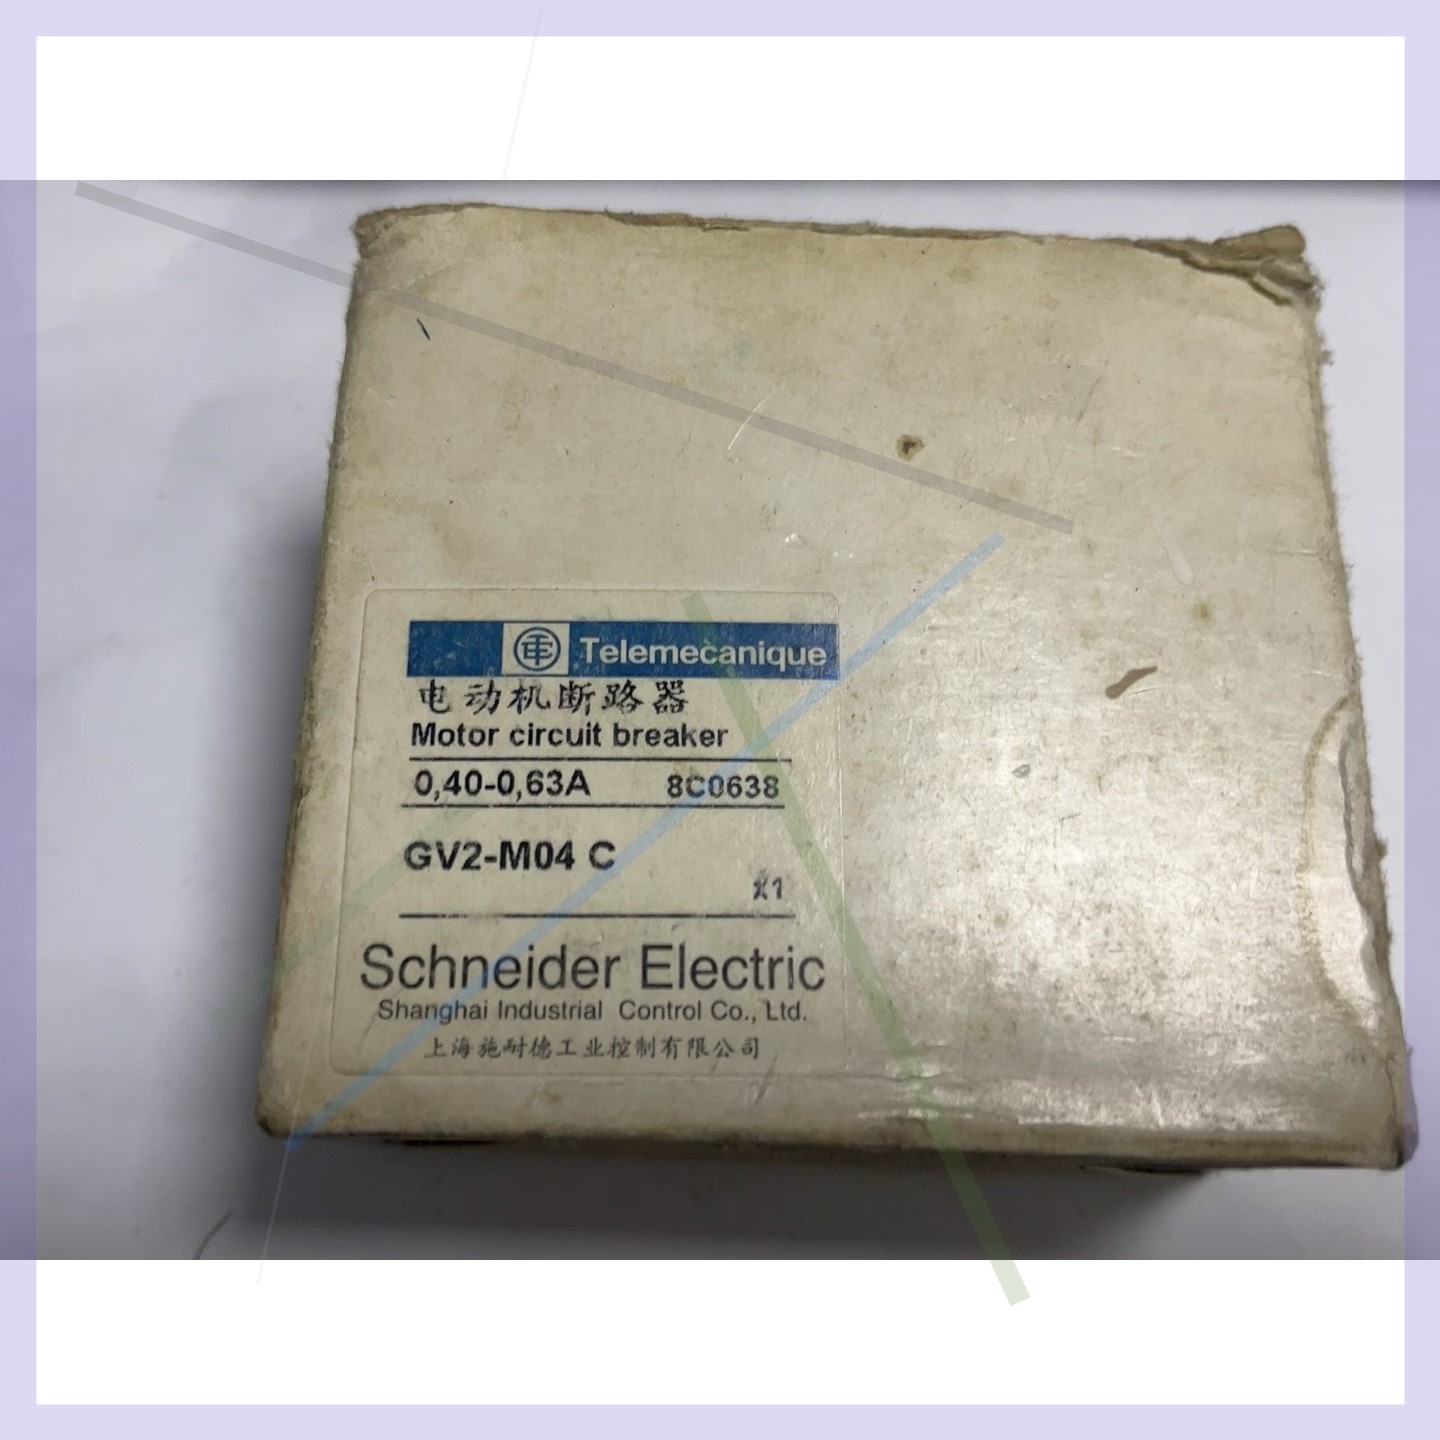 TE Telemecanique
电动机断路器
Motor circuit breaker
0,40-0,63A 8C0638
GV2-M04 C
X1
Schneider Electric
Shanghai Industrial Control Co., Ltd.
上海施耐德工业控制有限公司